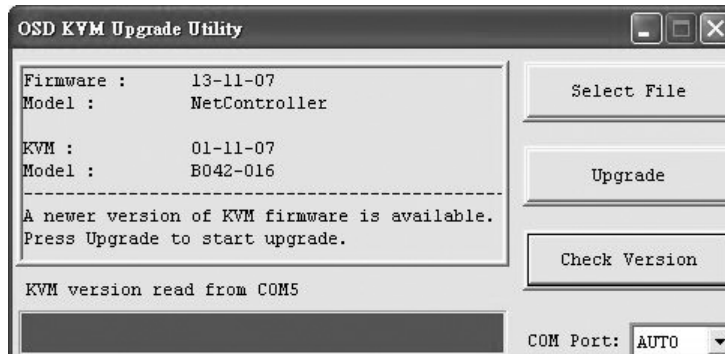 OSD KVM Upgrade Utility
Firmware : 13-11-07
Model : NetController
KVM : 01-11-07
Model : B042-016
A newer version of KVM firmware is available.
Press Upgrade to start upgrade.
KVM version read from COM5
Select File
Upgrade
Check Version
COM Port: AUTO